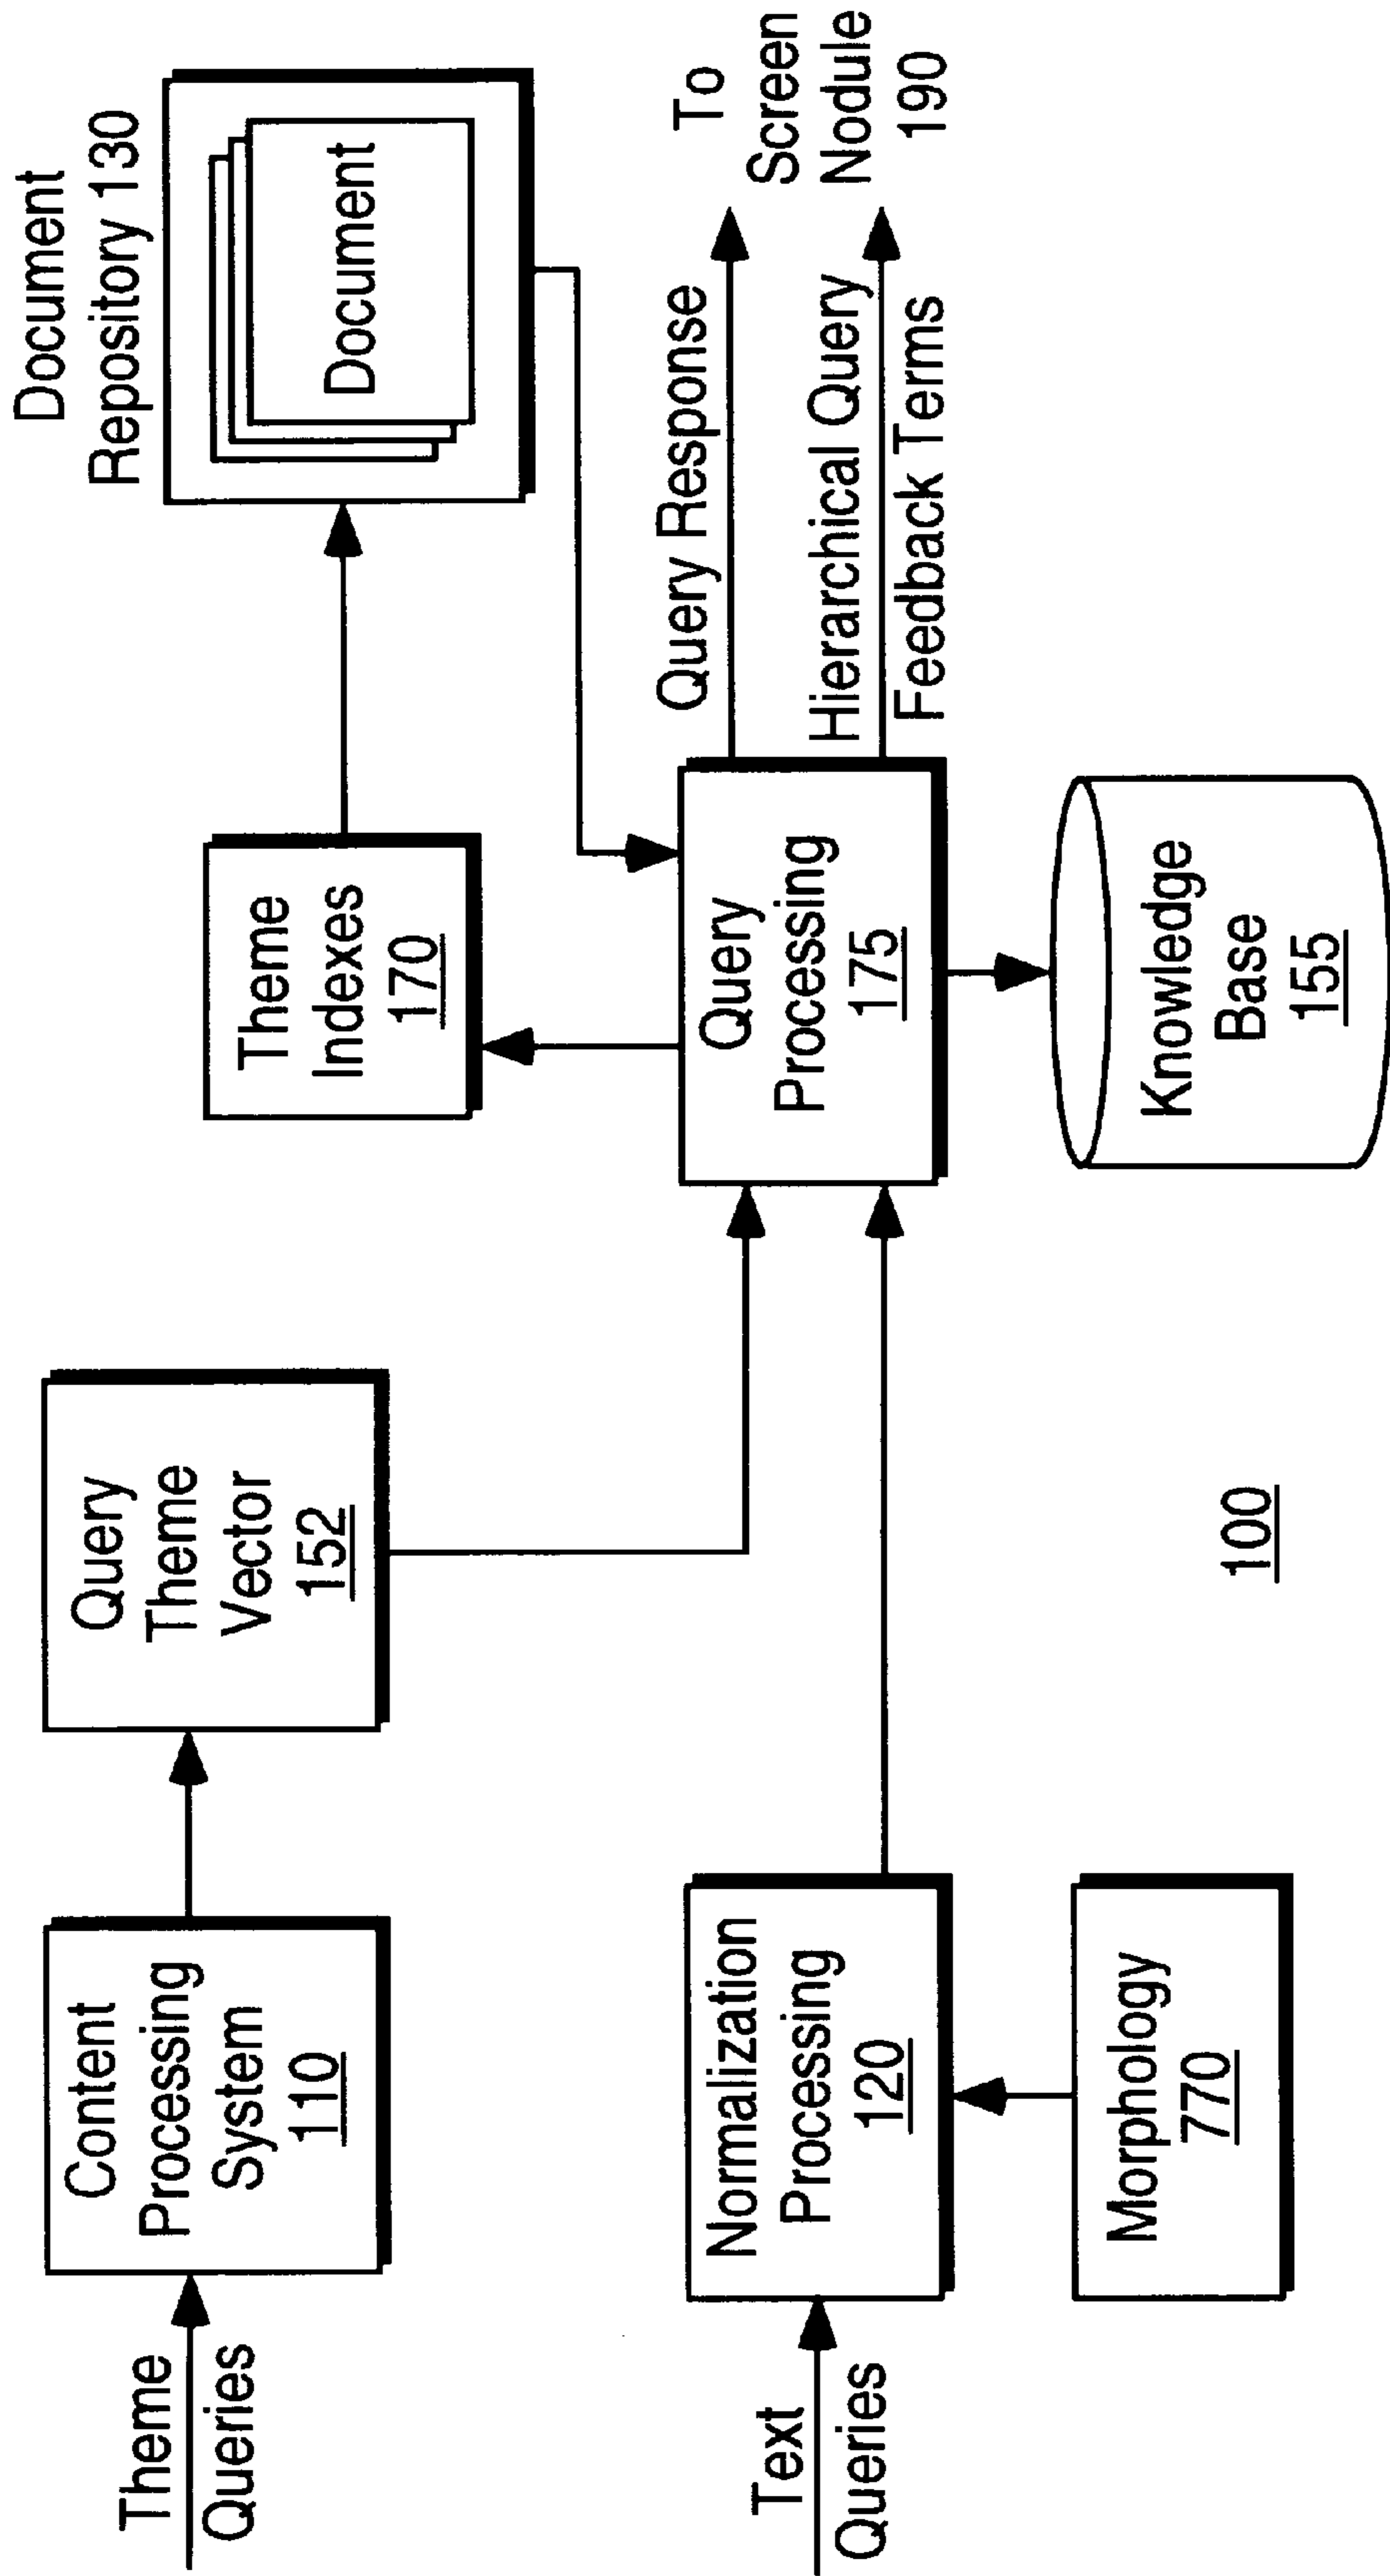 Theme
Queries
Content
Processing
System
110
Query
Theme
Vector
152
Text
Queries
Normalization
Processing
120
Morphology
770
100
Theme
Indexes
170
Document
Repository 130
Document
Query
Processing
175
Knowledge
Base
155
Query Response
Hierarchical Query
Feedback Terms
To
Screen
Nodule
190